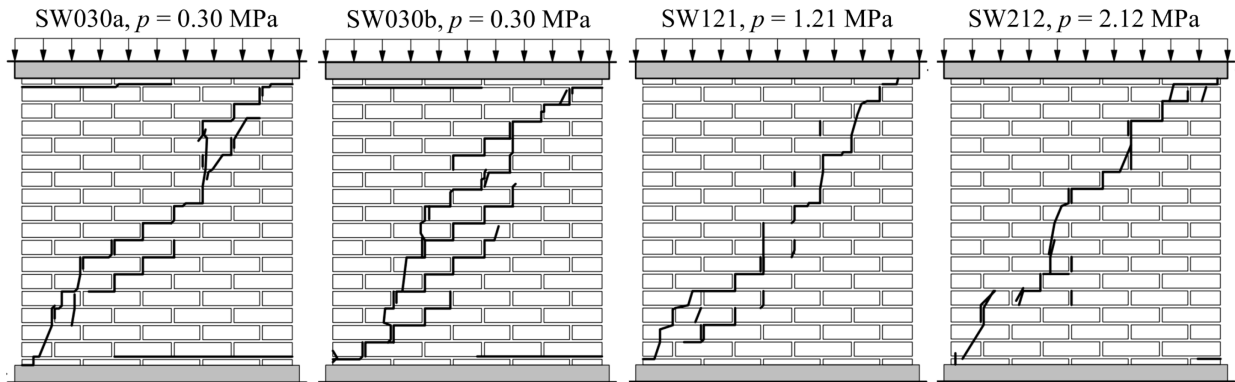 SW030a, p = 0.30 MPa
SW030b, p = 0.30 MPa
SW121, p = 1.21 MPa
SW212, p = 2.12 MPa